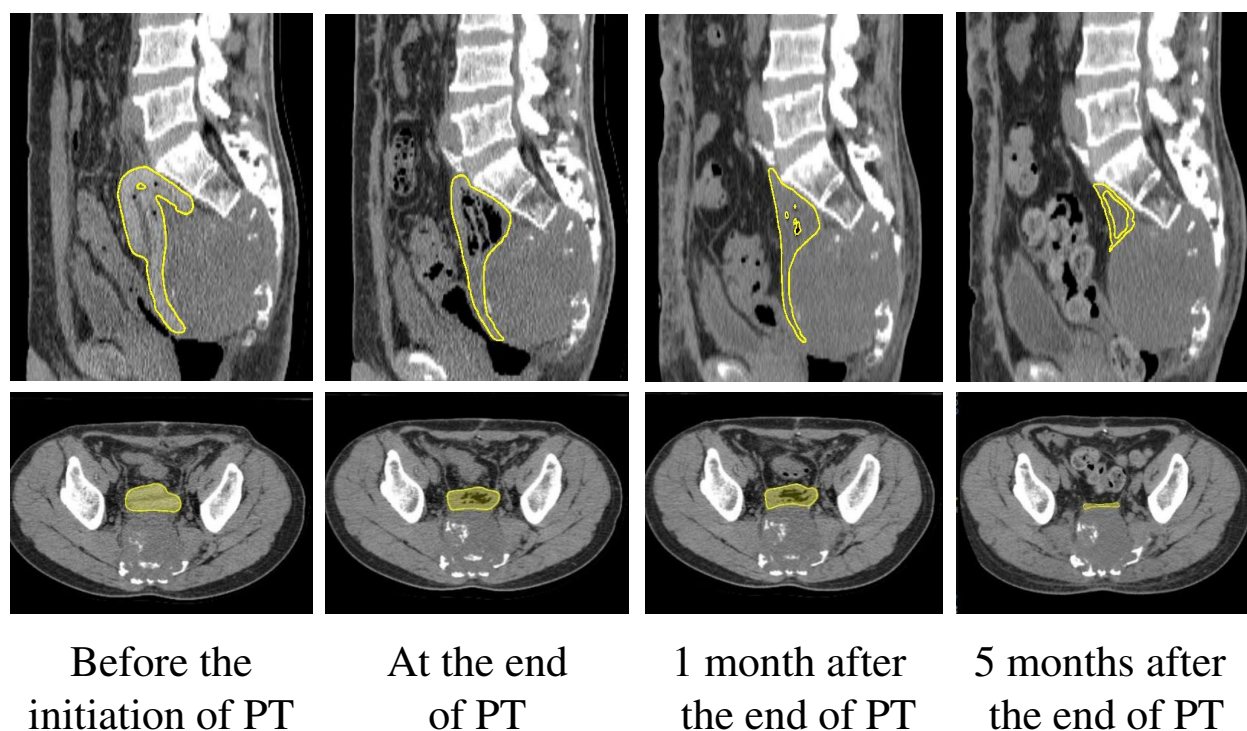 Before the
initiation of PT
At the end
of PT
1 month after
the end of PT
5 months after
the end of PT